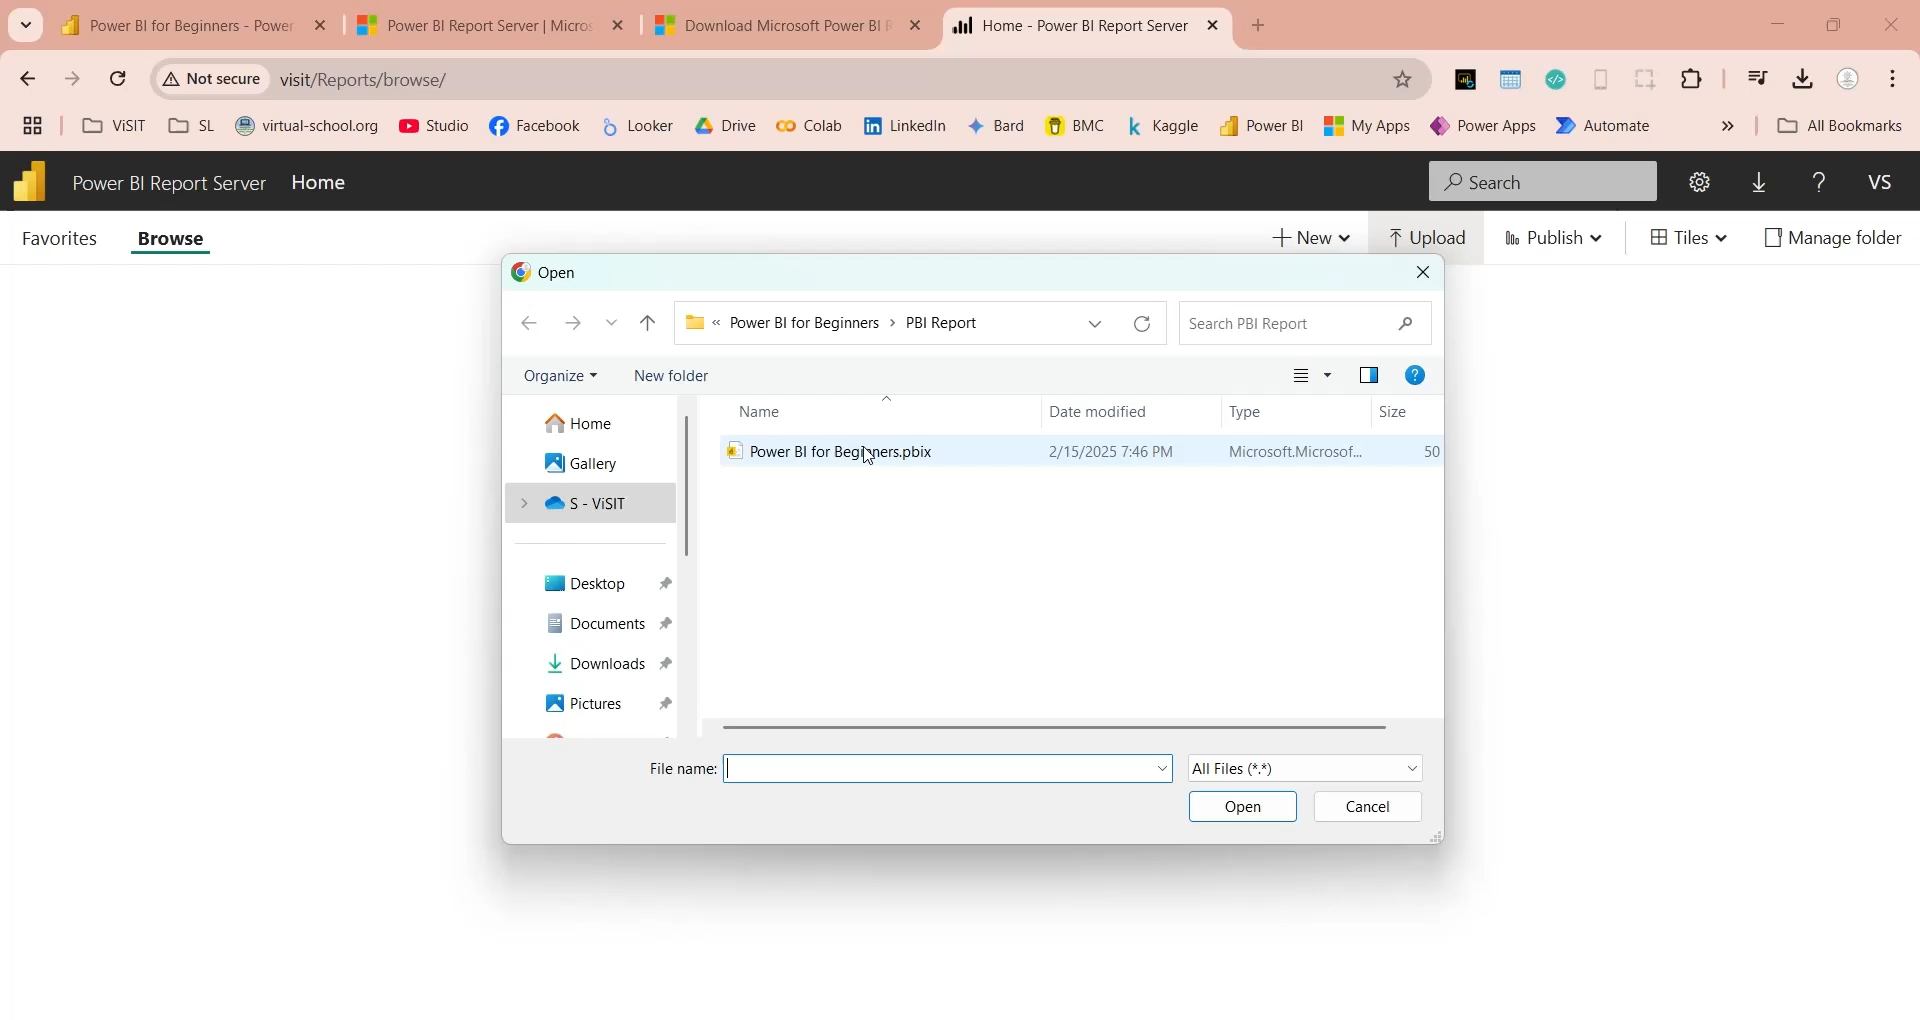 Power BI for Beginners - Power
Power BI Report Server | Micros
Download Microsoft Power BI R
Home - Power BI Report Server
Not secure
visit/Reports/browse/
ViSIT
SL
virtual-school.org
Studio
Facebook
Looker
Drive
Colab
LinkedIn
Bard
BMC
Kaggle
Power BI
My Apps
Power Apps
Automate
»
All Bookmarks
Power BI Report Server
Home
Search
?
VS
Favorites
Browse
New
Upload
Publish
Tiles
Manage folder
Open
« Power BI for Beginners › PBI Report
Search PBI Report
Organize
New folder
?
Name
Date modified
Type
Size
Power BI for Beginners.pbix
2/15/2025 7:46 PM
Microsoft.Microsof...
50
Home
Gallery
S - ViSIT
Desktop
Documents
Downloads
Pictures
File name:
All Files (*.*)
Open
Cancel